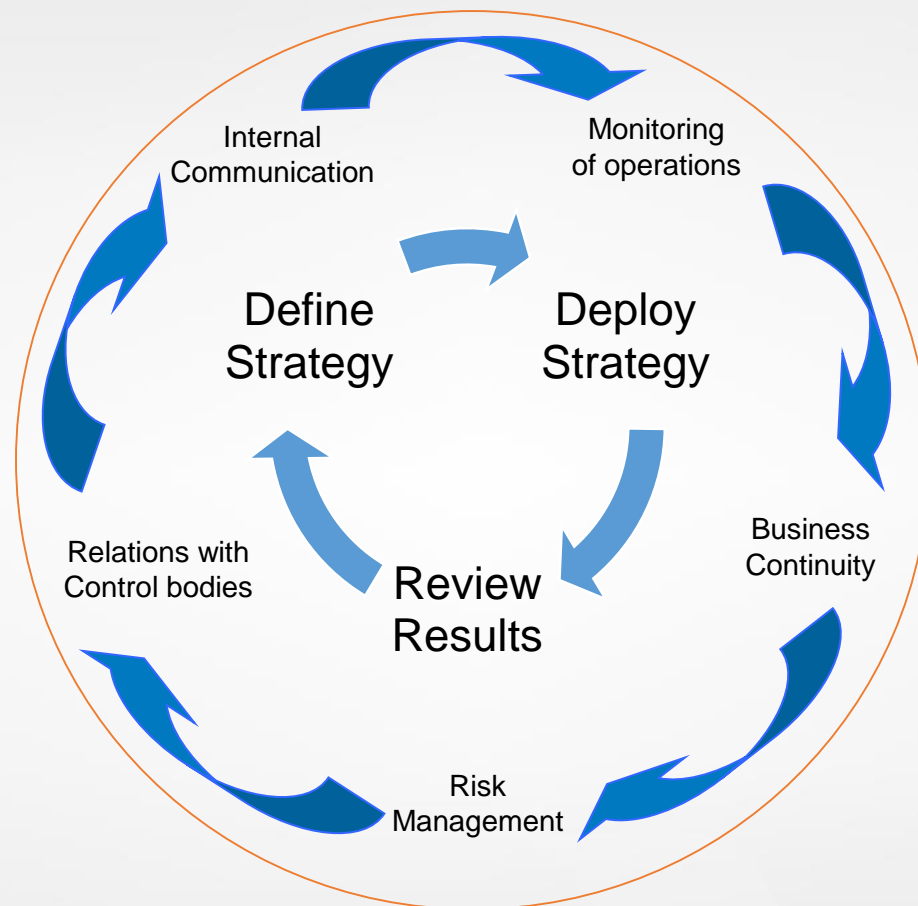 Internal
Communication
Monitoring
of operations
Define
Strategy
Deploy
Strategy
Business
Continuity
Relations with
Control bodies
Review
Results
Risk
Management